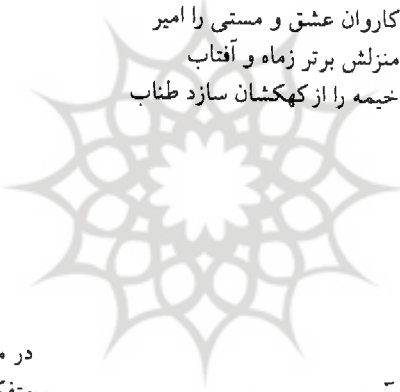 کاروان عشق و مستی را امیر
منزلش برتر زماه و آفتاب
خیمه را از کهکشان سازد طناب